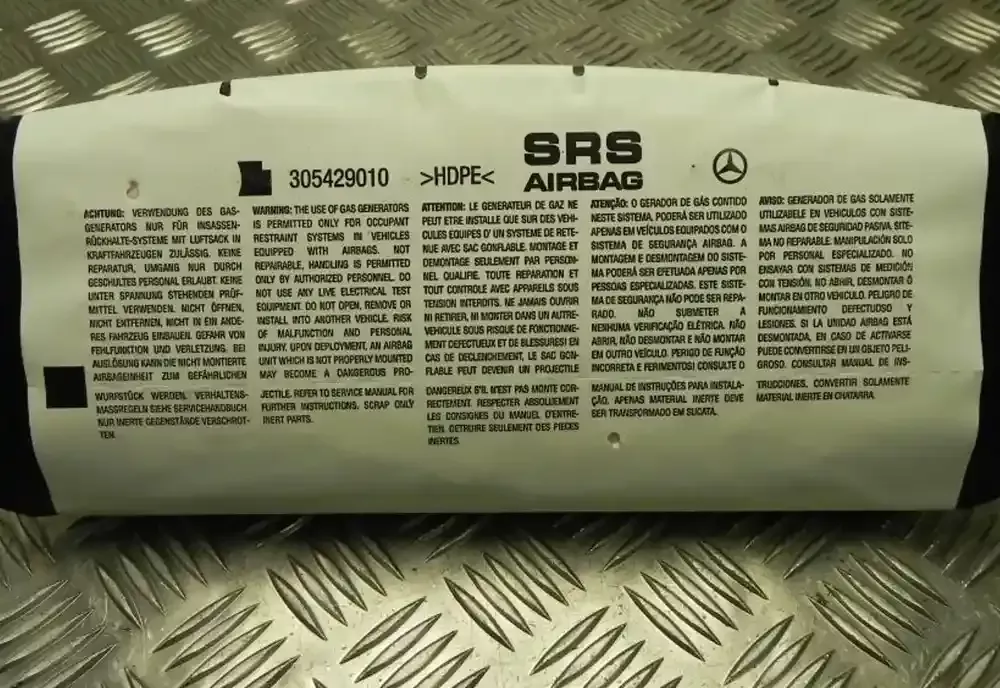 305429010 >HDPE<
SRS
AIRBAG
ACHTUNG: VERWENDUNG DES GAS-
GENERATORS NUR FÜR INSASSEN-
RÜCKHALTE-SYSTEME MIT LUFTSACK IN
KRAFTFAHRZEUGEN ZULÄSSIG. KEINE
REPARATUR, UMGANG NUR DURCH
GESCHULTES PERSONAL ERLAUBT. KEINE
UNTER SPANNUNG STEHENDEN PRÜF-
MITTEL VERWENDEN. NICHT ÖFFNEN,
NICHT ENTFERNEN, NICHT IN EIN ANDE-
RES FAHRZEUG EINBAUEN. GEFAHR VON
FEHLFUNKTION UND VERLETZUNG. BEI
AUSLÖSUNG KANN DIE NICHT MONTIERTE
AIRBAGEINHEIT ZUM GEFÄHRLICHEN
WURFSTÜCK WERDEN. VERHALTENS-
MASSREGELN SIEHE SERVICEHANDBUCH.
NUR INERTE GEGENSTÄNDE VERSCHROT-
TEN.
WARNING: THE USE OF GAS GENERATORS
IS PERMITTED ONLY FOR OCCUPANT
RESTRAINT SYSTEMS IN VEHICLES
EQUIPPED WITH AIRBAGS. NOT
REPAIRABLE, HANDLING IS PERMITTED
ONLY BY AUTHORIZED PERSONNEL. DO
NOT USE ANY LIVE ELECTRICAL TEST
EQUIPMENT. DO NOT OPEN, REMOVE OR
INSTALL INTO ANOTHER VEHICLE. RISK
OF MALFUNCTION AND PERSONAL
INJURY. UPON DEPLOYMENT, AN AIRBAG
UNIT WHICH IS NOT PROPERLY MOUNTED
MAY BECOME A DANGEROUS PRO-
JECTILE. REFER TO SERVICE MANUAL FOR
FURTHER INSTRUCTIONS. SCRAP ONLY
INERT PARTS.
ATTENTION: LE GENERATEUR DE GAZ NE
PEUT ETRE INSTALLE QUE SUR DES VEHI-
CULES EQUIPES D' UN SYSTEME DE RETE-
NUE AVEC SAC GONFLABLE. MONTAGE ET
DEMONTAGE SEULEMENT PAR PERSON-
NEL QUALIFIE. TOUTE REPARATION ET
TOUT CONTROLE AVEC APPAREILS SOUS
TENSION INTERDITS. NE JAMAIS OUVRIR
NI RETIRER, NI MONTER DANS UN AUTRE
VEHICULE SOUS RISQUE DE FONCTIONNE-
MENT DEFECTUEUX ET DE BLESSURES! EN
CAS DE DECLENCHEMENT, LE SAC GON-
FLABLE PEUT DEVENIR UN PROJECTILE
DANGEREUX S'IL N'EST PAS MONTE COR-
RECTEMENT. RESPECTER ABSOLUEMENT
LES CONSIGNES DU MANUEL D'ENTRE-
TIEN. DETRUIRE SEULEMENT DES PIECES
INERTES
ATENÇÃO: O GERADOR DE GÁS CONTIDO
NESTE SISTEMA, PODERÁ SER UTILIZADO
APENAS EM VEÍCULOS EQUIPADOS COM O
SISTEMA DE SEGURANÇA AIRBAG. A
MONTAGEM E DESMONTAGEM DO SISTE-
MA PODERÁ SER EFETUADA APENAS POR
PESSOAS ESPECIALIZADAS. ESTE SISTE-
MA DE SEGURANÇA NÃO PODE SER REPA-
RADO. NÃO SUBMETER A
NENHUMA VERIFICAÇÃO ELÉTRICA. NÃO
ABRIR, NÃO DESMONTAR E NÃO MONTAR
EM OUTRO VEÍCULO. PERIGO DE FUNÇÃO
INCORRETA E FERIMENTOS! CONSULTE O
MANUAL DE INSTRUÇÕES PARA INSTALA-
ÇÃO. APENAS MATERIAL INERTE DEVE
SER TRANSFORMADO EM SUCATA.
AVISO: GENERADOR DE GAS SOLAMENTE
UTILIZABELE EN VEHICULOS CON SISTE-
MAS AIRBAG DE SEGURIDAD PASIVA. SITE-
MA NO REPARABLE. MANIPULACIÓN SOLO
POR PERSONAL ESPECIALIZADO. NO
ENSAYAR CON SISTEMAS DE MEDICIÓN
CON TENSIÓN. NO ABIR, DESMONTAR Ó
MONTAR EN OTRO VEHICULO. PELIGRO DE
FUNCIONAMIENTO DEFECTUDSO Y
LESIONES. SI LA UNIDAD AIRBAG ESTÁ
DESMONTADA, EN CASO DE ACTIVARSE
PUEDE CONVERTIRSE EN UN OBJETO PELI-
GROSO. CONSULTAR MANUAL DE INS-
TRUCCIONES. CONVERTIR SOLAMENTE
MATERIAL INERTE EN CHATARRA.